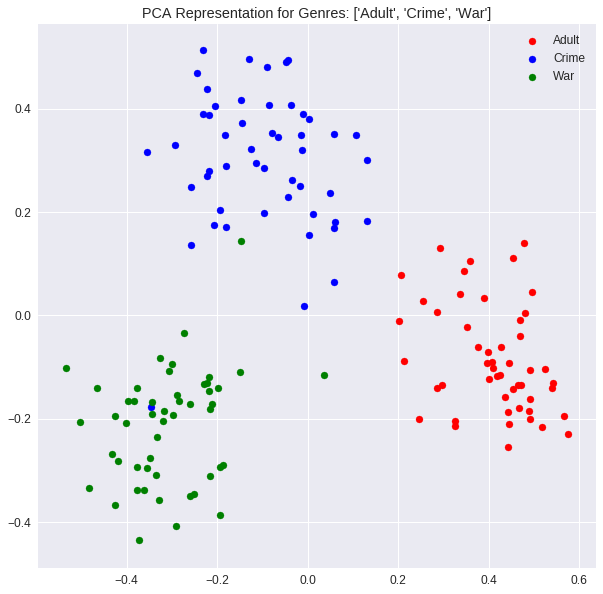 PCA Representation for Genres: ['Adult', 'Crime', 'War']
Adult
Crime
War
0.4
0.2
0.0
−0.2
−0.4
−0.4 −0.2 0.0 0.2 0.4 0.6